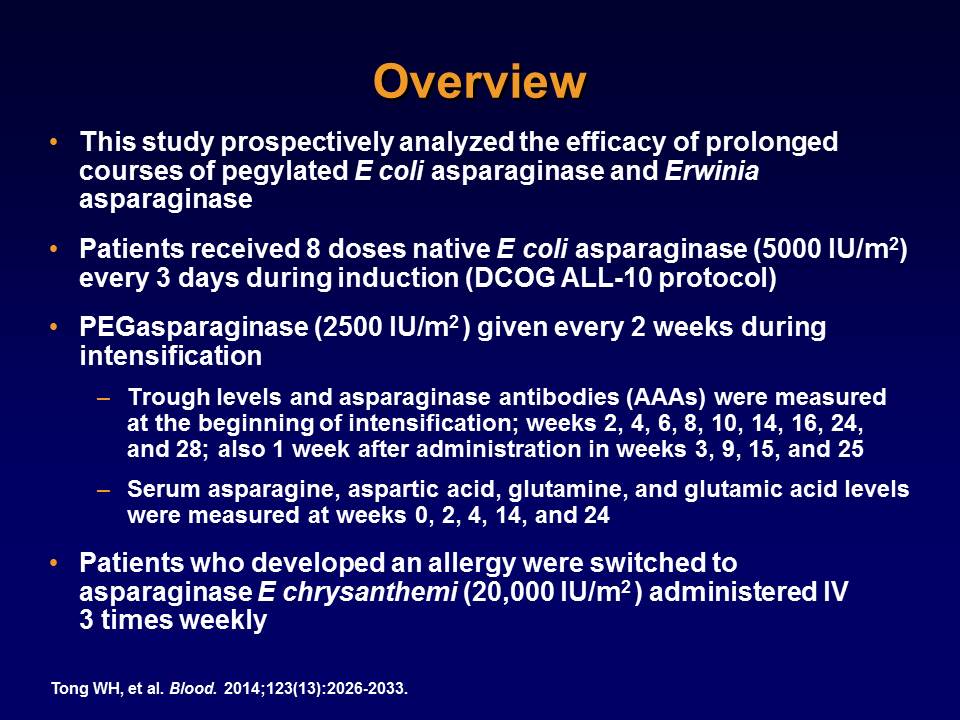 Overview
• This study prospectively analyzed the efficacy of prolonged
courses of pegylated E coli asparaginase and Erwinia
asparaginase
• Patients received 8 doses native E coli asparaginase (5000 IU/m²)
every 3 days during induction (DCOG ALL-10 protocol)
• PEGasparaginase (2500 IU/m² ) given every 2 weeks during
intensification
– Trough levels and asparaginase antibodies (AAAs) were measured
at the beginning of intensification; weeks 2, 4, 6, 8, 10, 14, 16, 24,
and 28; also 1 week after administration in weeks 3, 9, 15, and 25
– Serum asparagine, aspartic acid, glutamine, and glutamic acid levels
were measured at weeks 0, 2, 4, 14, and 24
• Patients who developed an allergy were switched to
asparaginase E chrysanthemi (20,000 IU/m² ) administered IV
3 times weekly
Tong WH, et al. Blood. 2014;123(13):2026-2033.